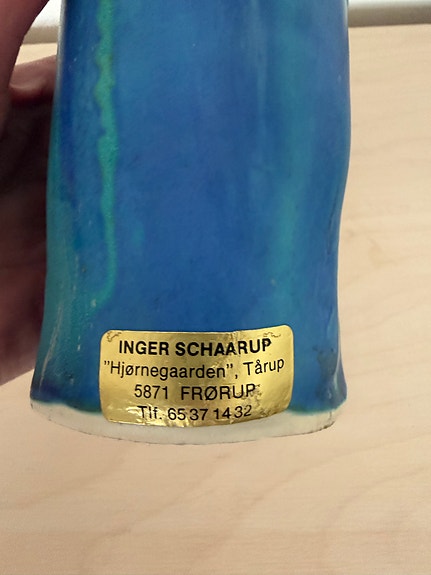 INGER SCHAARUP
"Hjørnegaarden", Tårup
5871 FRØRUP
Tlf. 65 37 14 32